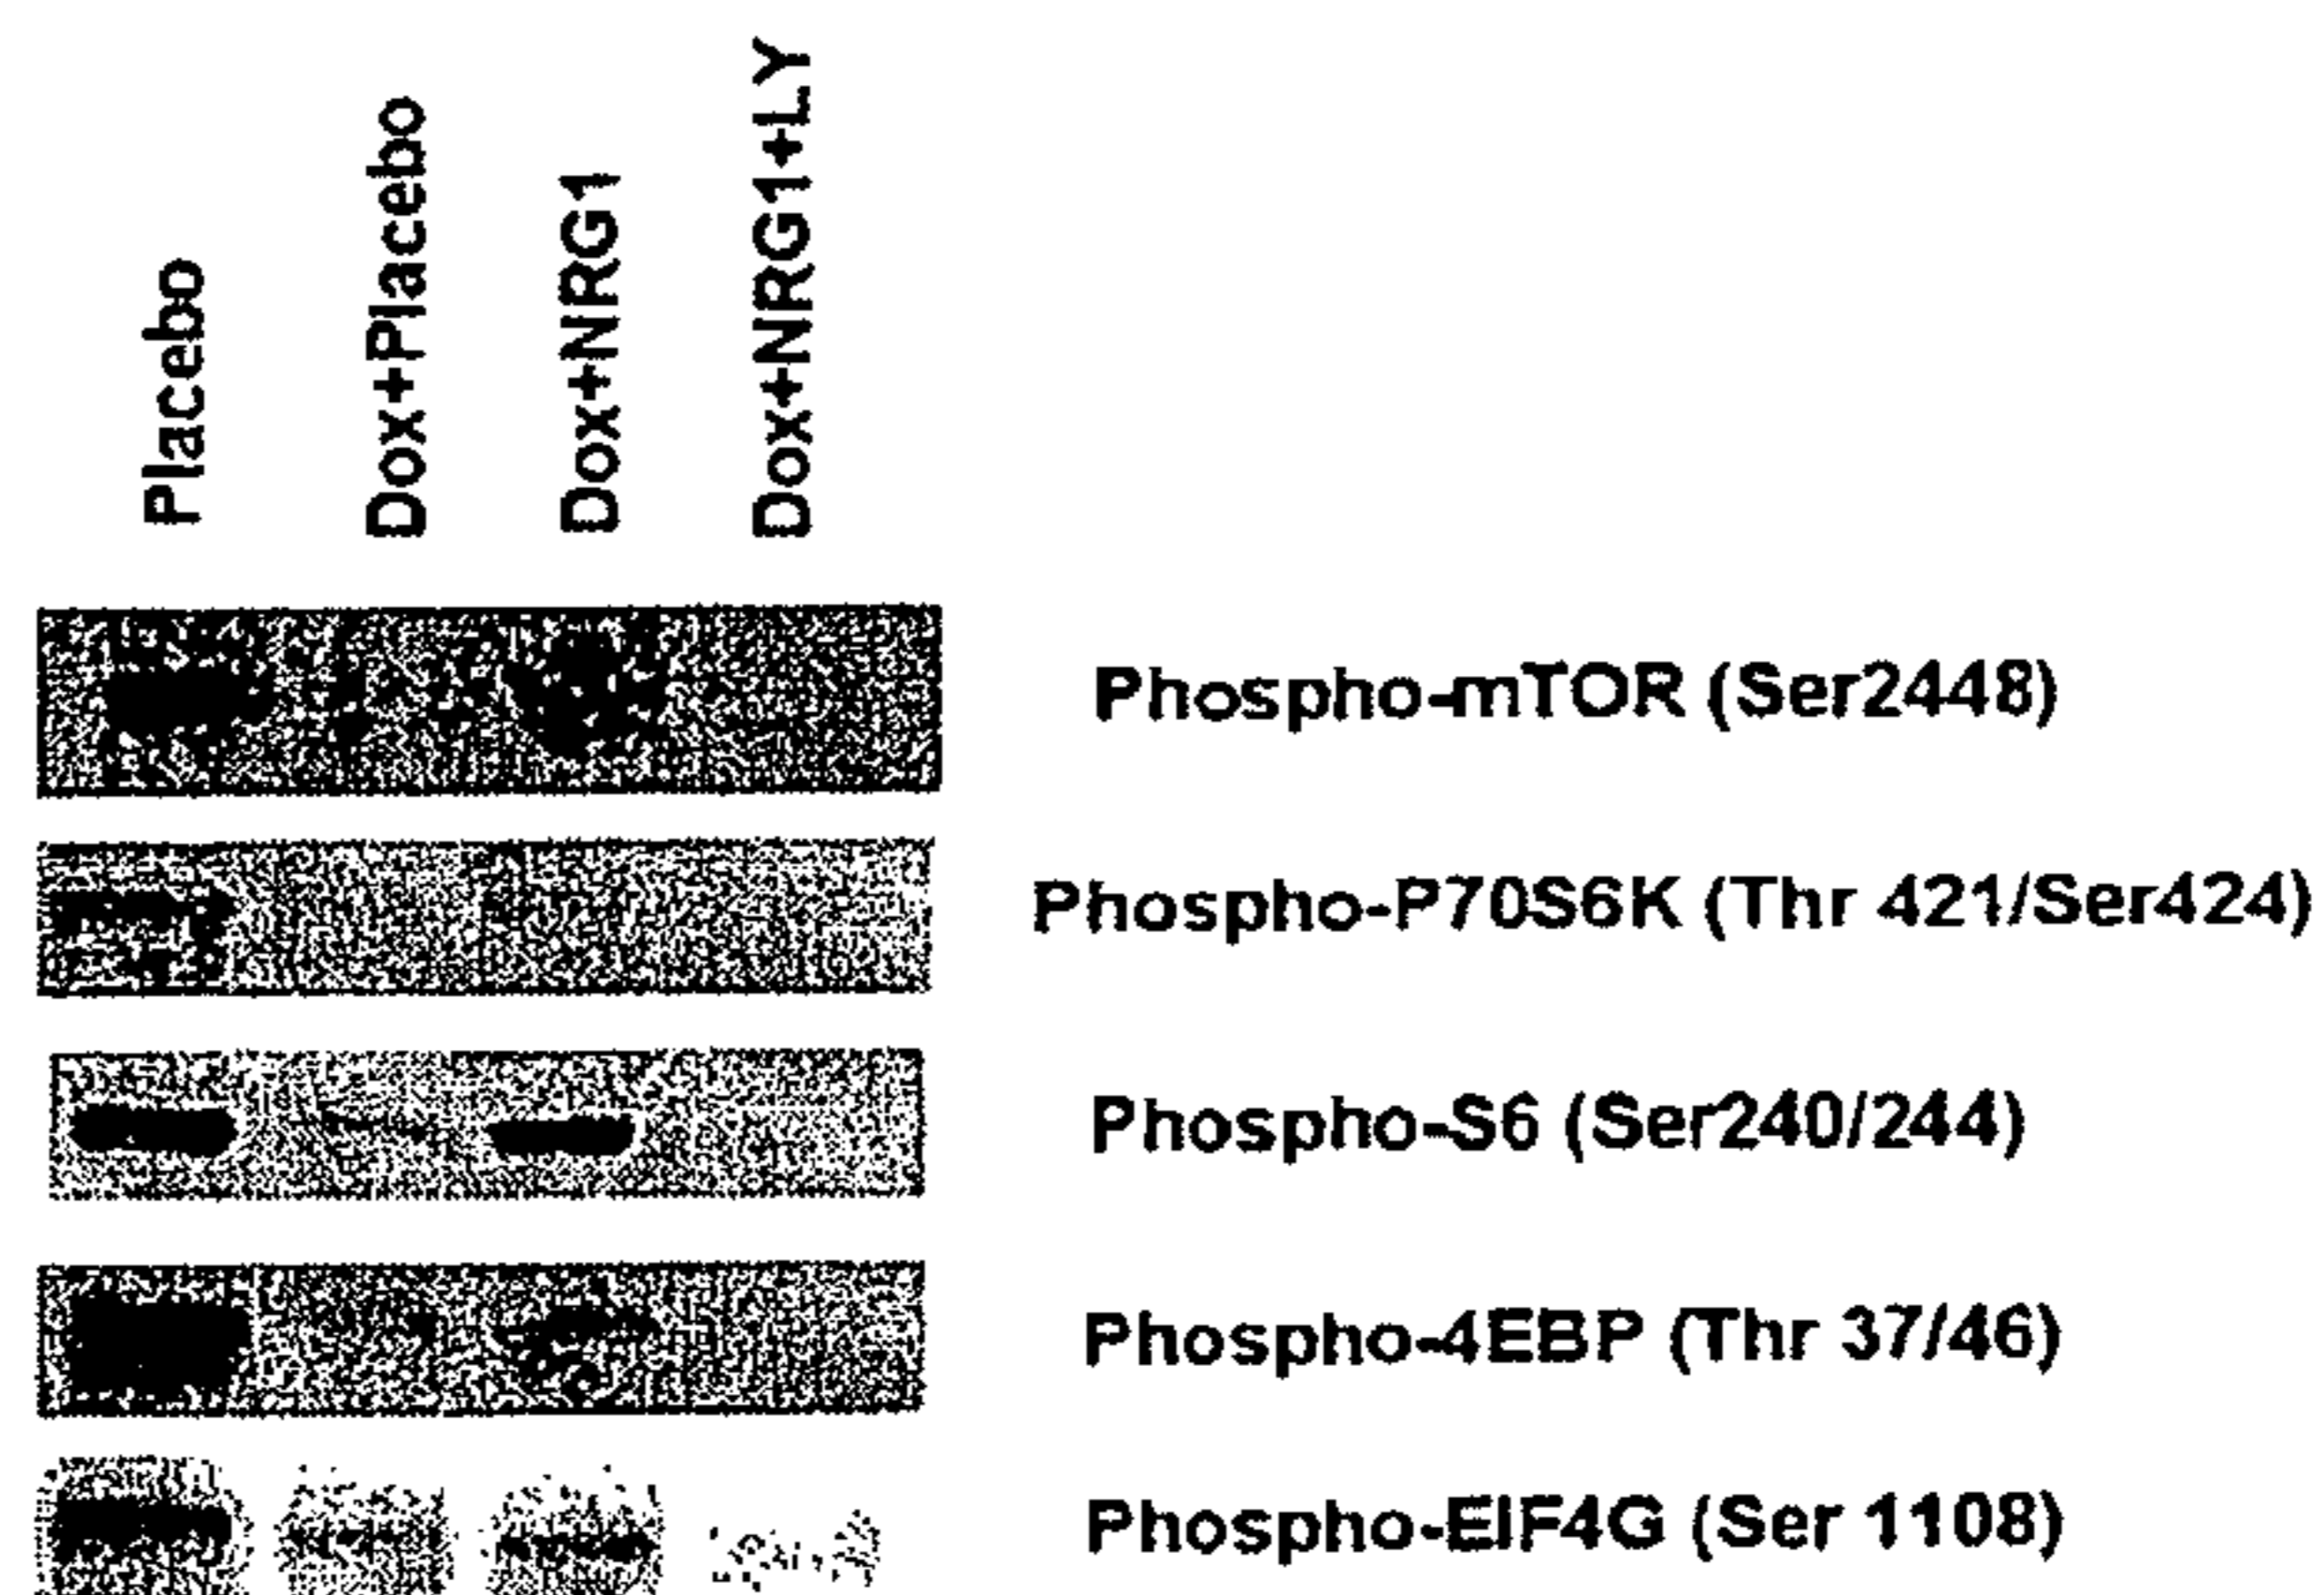 Placebo
Dox+Placebo
Dox+NRG1
Dox+NRG1+LY
Phospho-mTOR (Ser2448)
Phospho-P70S6K (Thr 421/Ser424)
Phospho-S6 (Ser240/244)
Phospho-4EBP (Thr 37/46)
Phospho-EIF4G (Ser 1108)